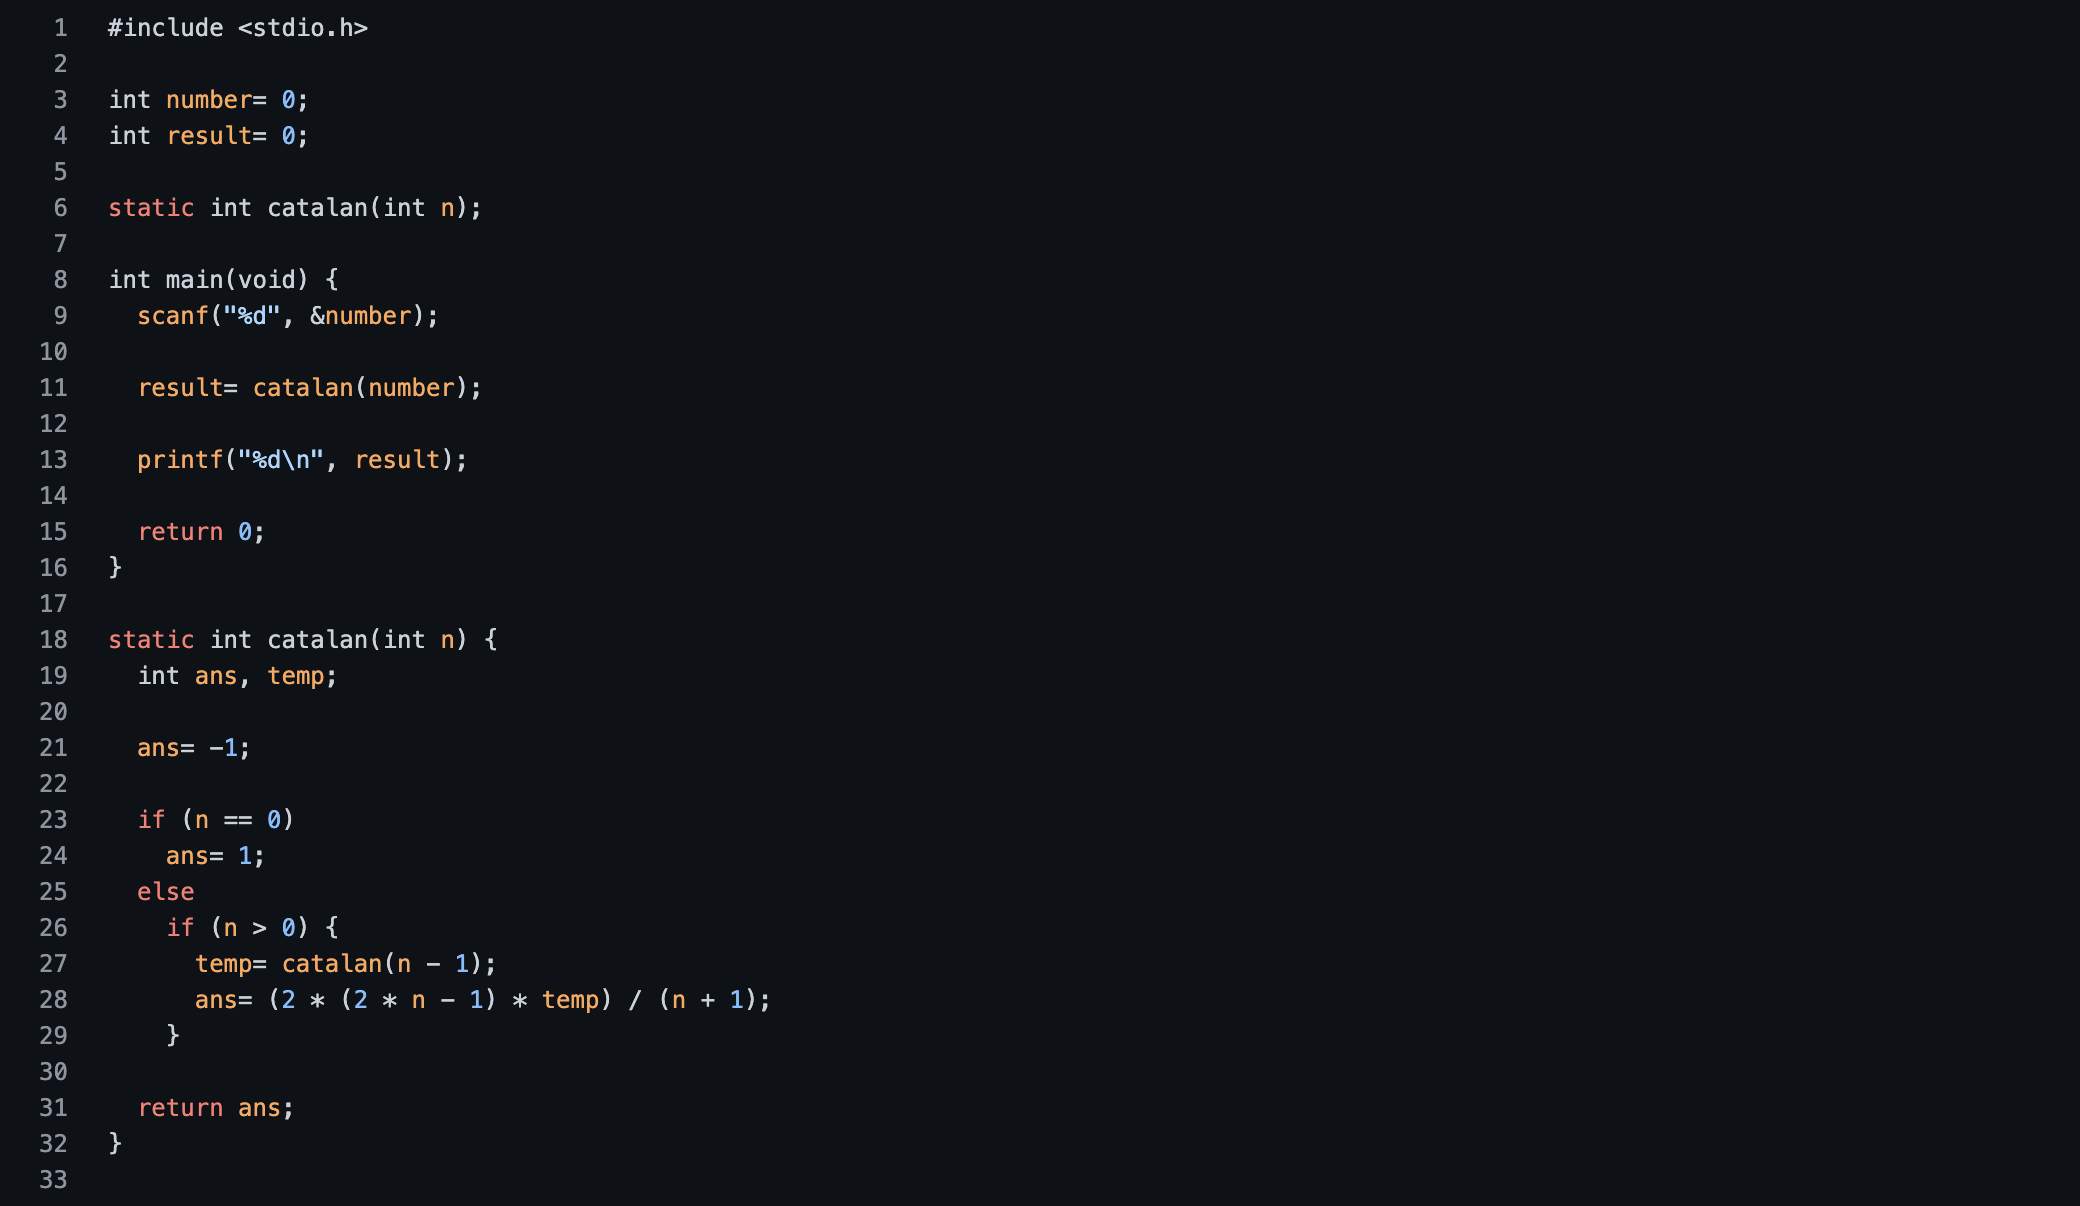 1 #include <stdio.h>
2
3 int number= 0;
4 int result= 0;
5
6 static int catalan(int n);
7
8 int main(void) {
9   scanf("%d", &number);
10
11   result= catalan(number);
12
13   printf("%d\n", result);
14
15   return 0;
16 }
17
18 static int catalan(int n) {
19   int ans, temp;
20
21   ans= -1;
22
23   if (n == 0)
24     ans= 1;
25   else
26     if (n > 0) {
27       temp= catalan(n - 1);
28       ans= (2 * (2 * n - 1) * temp) / (n + 1);
29     }
30
31   return ans;
32 }
33